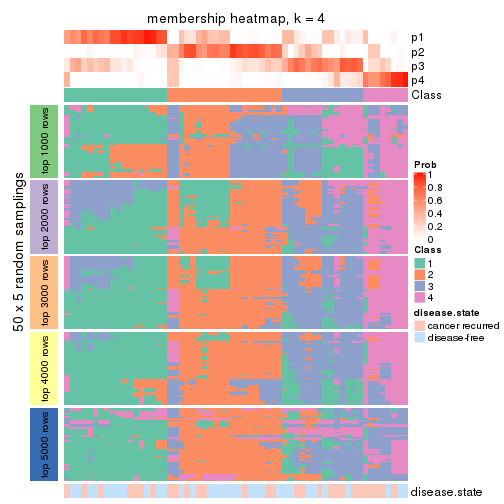 membership heatmap, k = 4
p1
p2
p3
p4
Class
50 x 5 random samplings
top 1000 rows
top 2000 rows
top 3000 rows
top 4000 rows
top 5000 rows
Prob
1
0.8
0.6
0.4
0.2
0
Class
1
2
3
4
disease.state
cancer recurred
disease-free
disease.state